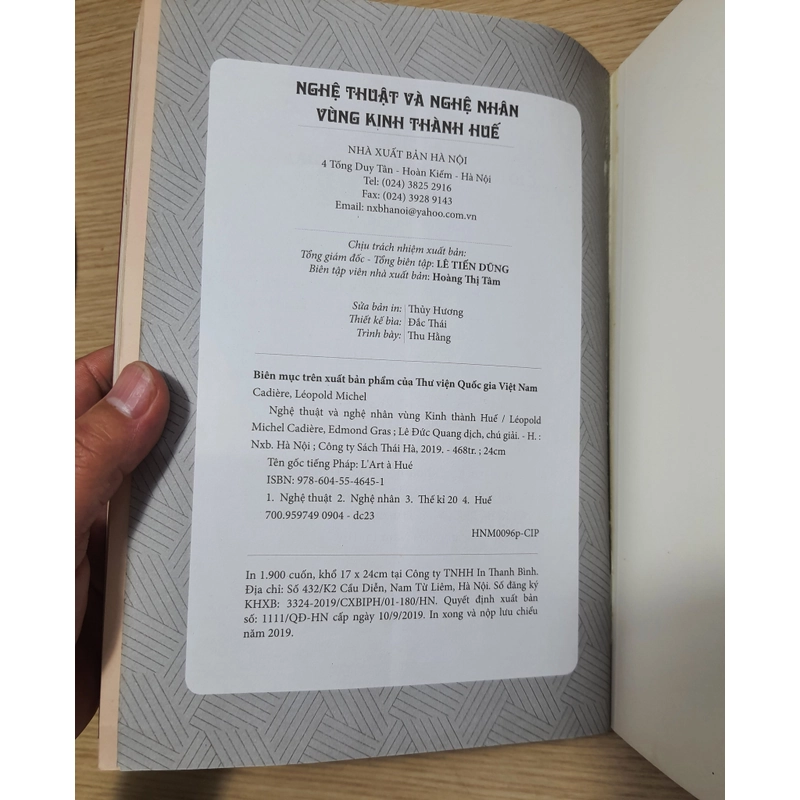 NGHỆ THUẬT VÀ NGHỆ NHÂN
VÙNG KINH THÀNH HUẾ
NHÀ XUẤT BẢN HÀ NỘI
4 Tống Duy Tân - Hoàn Kiếm - Hà Nội
Tel: (024) 3825 2916
Fax: (024) 3928 9143
Email: nxbhanoi@yahoo.com.vn
Chịu trách nhiệm xuất bản:
Tổng giám đốc - Tổng biên tập: LÊ TIẾN DŨNG
Biên tập viên nhà xuất bản: Hoàng Thị Tâm
Sửa bản in: Thùy Hương
Thiết kế bìa: Đắc Thái
Trình bày: Thu Hằng
Biên mục trên xuất bản phẩm của Thư viện Quốc gia Việt Nam
Cadière, Léopold Michel
Nghệ thuật và nghệ nhân vùng Kinh thành Huế / Léopold
Michel Cadière, Edmond Gras ; Lê Đức Quang dịch, chú giải. - H. :
Nxb. Hà Nội ; Công ty Sách Thái Hà, 2019. - 468tr. ; 24cm
Tên gốc tiếng Pháp: L'Art à Hué
ISBN: 978-604-55-4645-1
1. Nghệ thuật 2. Nghệ nhân 3. Thế kỉ 20 4. Huế
700.959749 0904 - dc23
HNM0096p-CIP
In 1.900 cuốn, khổ 17 x 24cm tại Công ty TNHH In Thanh Bình.
Địa chỉ: Số 432/K2 Cầu Diễn, Nam Từ Liêm, Hà Nội. Số đăng ký
KHXB: 3324-2019/CXBIPH/01-180/HN. Quyết định xuất bản
số: 1111/QĐ-HN cấp ngày 10/9/2019. In xong và nộp lưu chiểu
năm 2019.